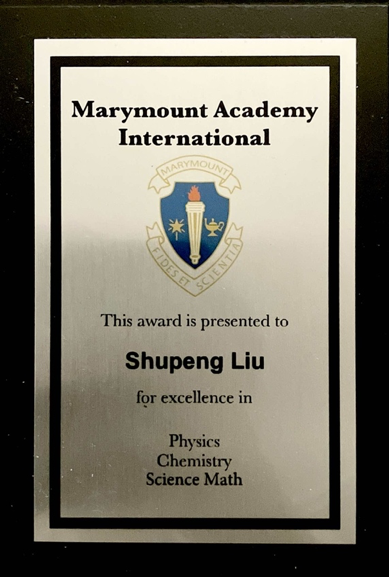 Marymount Academy
International
MARYMOUNT
FIDES ET SCIENTIA
This award is presented to
Shupeng Liu
for excellence in
Physics
Chemistry
Science Math